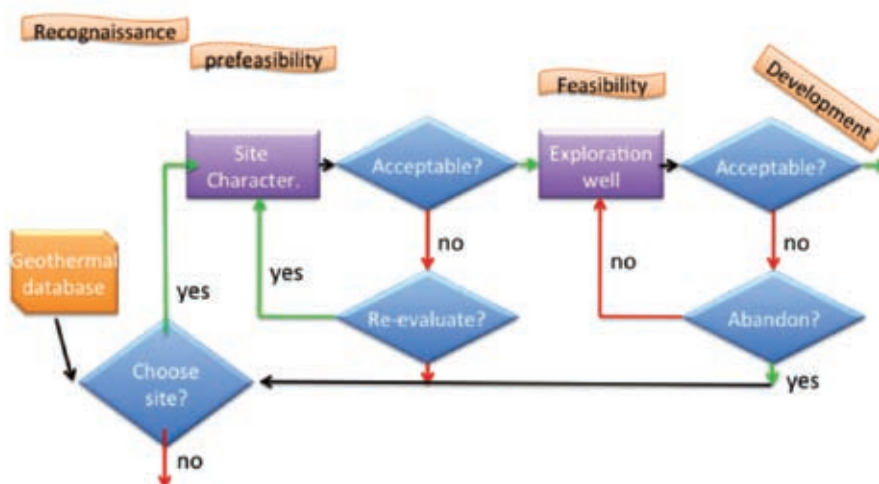 Recognaissance
prefeasibility
Feasibility
Development
Site
Character.
Acceptable?
Exploration
well
Acceptable?
no
no
Geothermal
database
yes
yes
no
Re-evaluate?
Abandon?
Choose
site?
yes
no